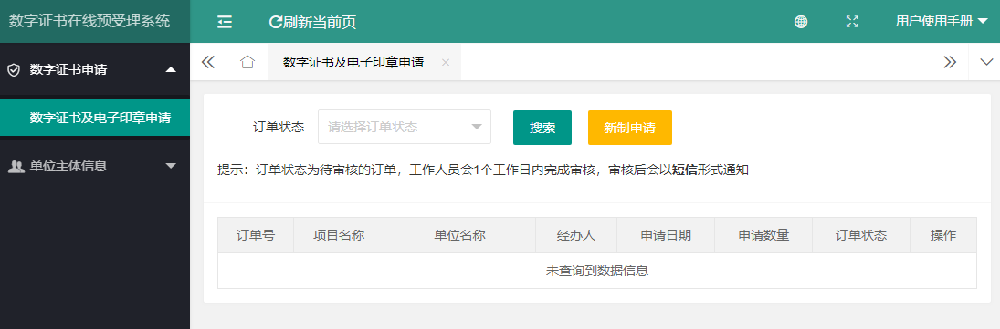 数字证书在线预受理系统
刷新当前页
用户使用手册
数字证书申请
数字证书及电子印章申请
数字证书及电子印章申请
单位主体信息
订单状态
请选择订单状态
搜索
新制申请
提示：订单状态为待审核的订单，工作人员会1个工作日内完成审核，审核后会以短信形式通知
订单号 项目名称 单位名称 经办人 申请日期 申请数量 订单状态 操作
未查询到数据信息